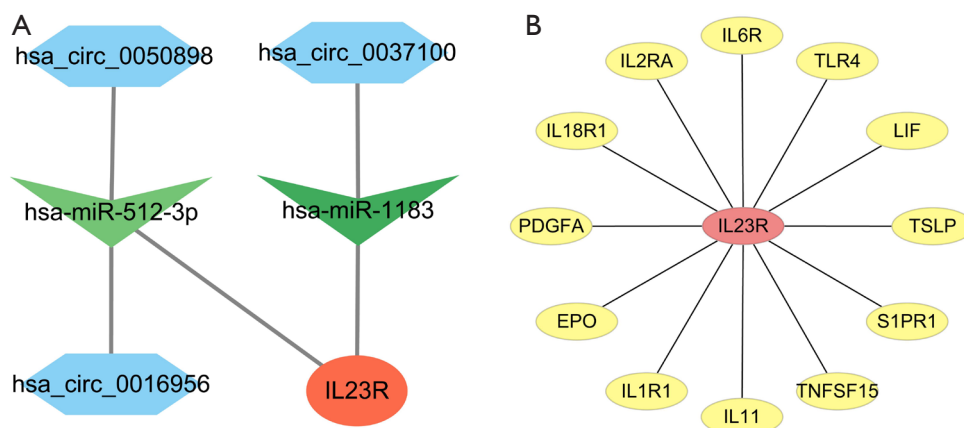 A
hsa_circ_0050898
hsa_circ_0037100
hsa-miR-512-3p
hsa-miR-1183
hsa_circ_0016956
IL23R
B
IL6R
IL2RA
TLR4
IL18R1
LIF
PDGFA
IL23R
TSLP
EPO
S1PR1
IL1R1
TNFSF15
IL11